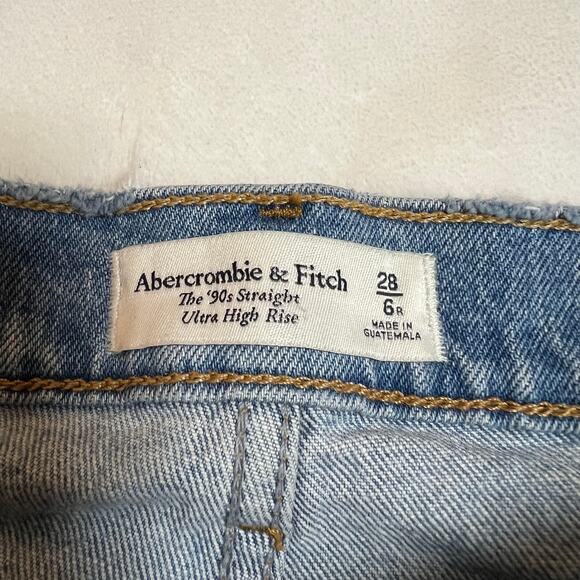 Abercrombie & Fitch
The '90s Straight
Ultra High Rise
28
6R
MADE IN
GUATEMALA